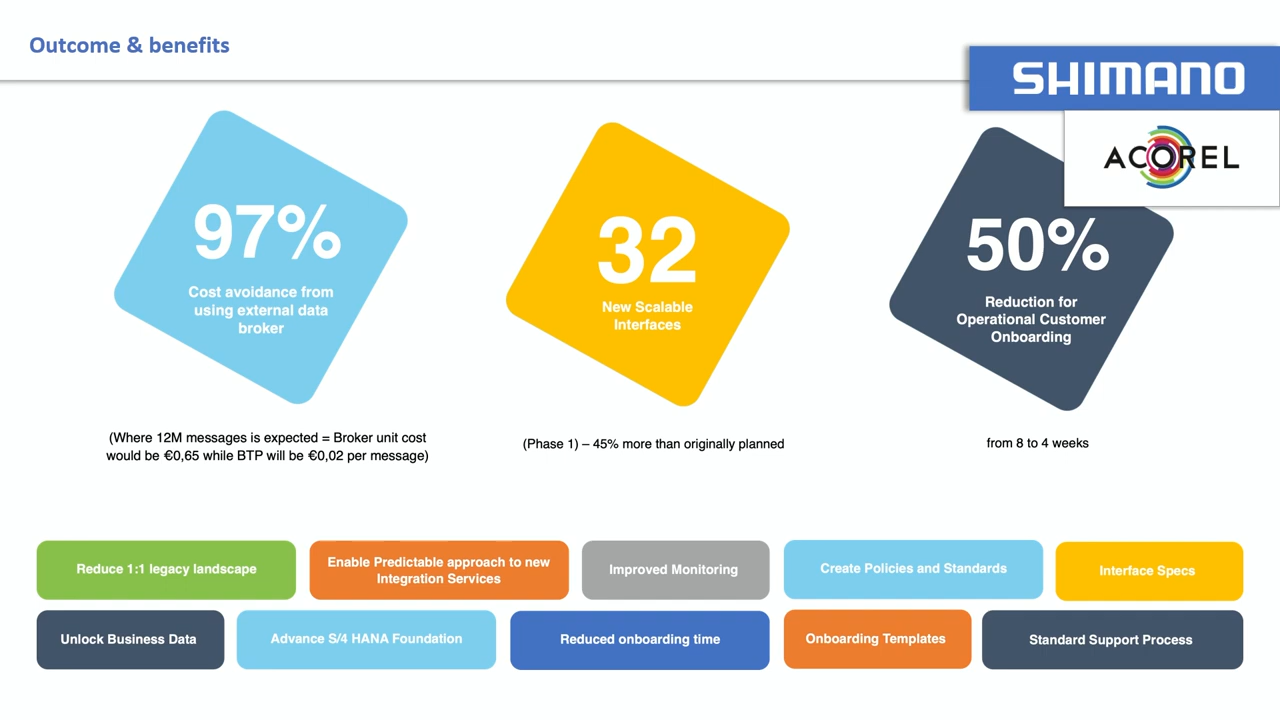 Outcome & benefits
SHIMANO
ACOREL
97%
Cost avoidance from
using external data
broker
32
New Scalable
Interfaces
50%
Reduction for
Operational Customer
Onboarding
(Where 12M messages is expected = Broker unit cost
would be €0,65 while BTP will be €0,02 per message)
(Phase 1) – 45% more than originally planned
from 8 to 4 weeks
Reduce 1:1 legacy landscape
Enable Predictable approach to new
Integration Services
Improved Monitoring
Create Policies and Standards
Interface Specs
Unlock Business Data
Advance S/4 HANA Foundation
Reduced onboarding time
Onboarding Templates
Standard Support Process